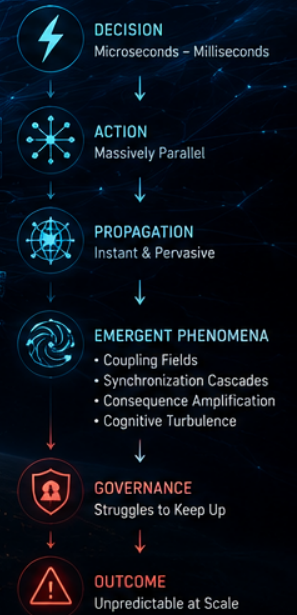 DECISION
Microseconds – Milliseconds
ACTION
Massively Parallel
PROPAGATION
Instant & Pervasive
EMERGENT PHENOMENA
• Coupling Fields
• Synchronization Cascades
• Consequence Amplification
• Cognitive Turbulence
GOVERNANCE
Struggles to Keep Up
OUTCOME
Unpredictable at Scale